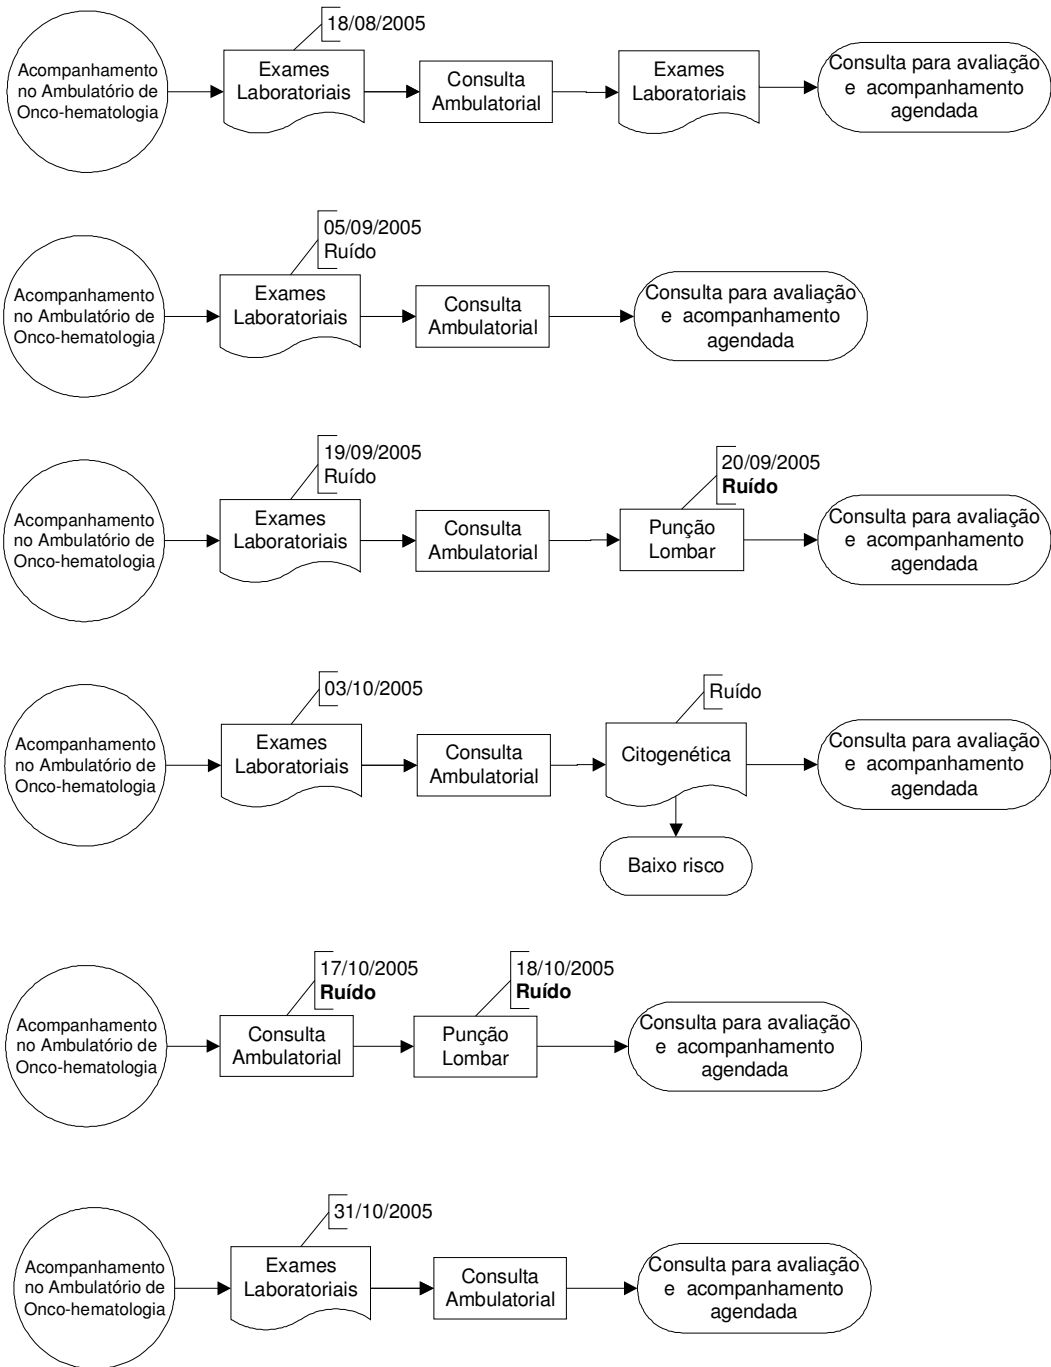 18/08/2005
Acompanhamento
no Ambulatório de
Onco-hematologia
Exames
Laboratoriais
Consulta
Ambulatorial
Exames
Laboratoriais
Consulta para avaliação
e acompanhamento
agendada
05/09/2005
Ruído
Acompanhamento
no Ambulatório de
Onco-hematologia
Exames
Laboratoriais
Consulta
Ambulatorial
Consulta para avaliação
e acompanhamento
agendada
19/09/2005
Ruído
20/09/2005
Ruído
Acompanhamento
no Ambulatório de
Onco-hematologia
Exames
Laboratoriais
Consulta
Ambulatorial
Punção
Lombar
Consulta para avaliação
e acompanhamento
agendada
03/10/2005
Ruído
Acompanhamento
no Ambulatório de
Onco-hematologia
Exames
Laboratoriais
Consulta
Ambulatorial
Citogenética
Consulta para avaliação
e acompanhamento
agendada
Baixo risco
17/10/2005
Ruído
18/10/2005
Ruído
Acompanhamento
no Ambulatório de
Onco-hematologia
Consulta
Ambulatorial
Punção
Lombar
Consulta para avaliação
e acompanhamento
agendada
31/10/2005
Acompanhamento
no Ambulatório de
Onco-hematologia
Exames
Laboratoriais
Consulta
Ambulatorial
Consulta para avaliação
e acompanhamento
agendada